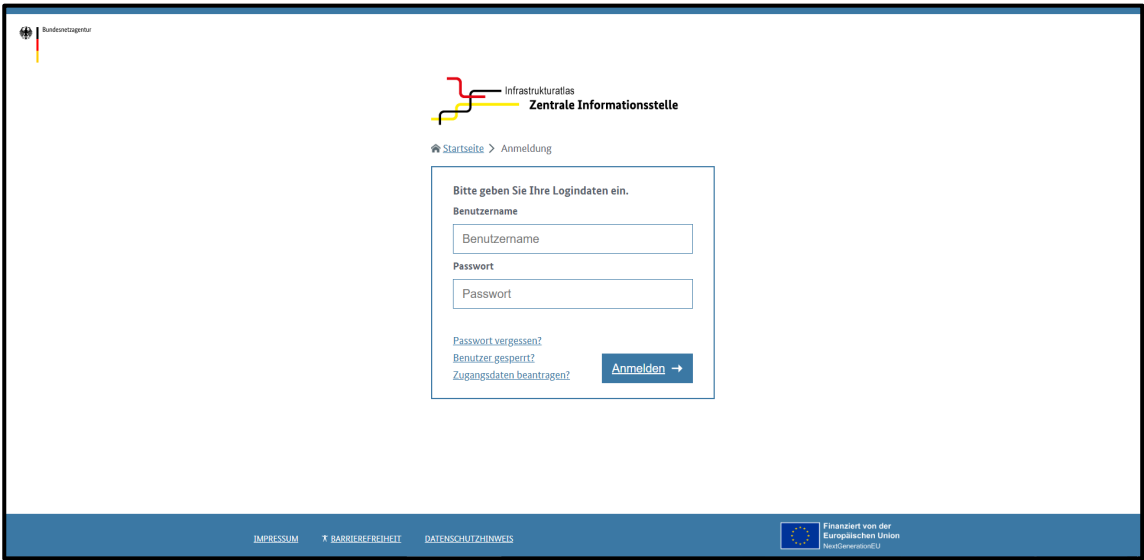 Bundesnetzagentur
Infrastrukturatlas
Zentrale Informationsstelle
Startseite > Anmeldung
Bitte geben Sie Ihre Logindaten ein.
Benutzername
Benutzername
Passwort
Passwort
Passwort vergessen?
Benutzer gesperrt?
Zugangsdaten beantragen?
Anmelden →
IMPRESSUM BARRIEREFREIHEIT DATENSCHUTZHINWEIS
Finanziert von der
Europäischen Union
NextGenerationEU